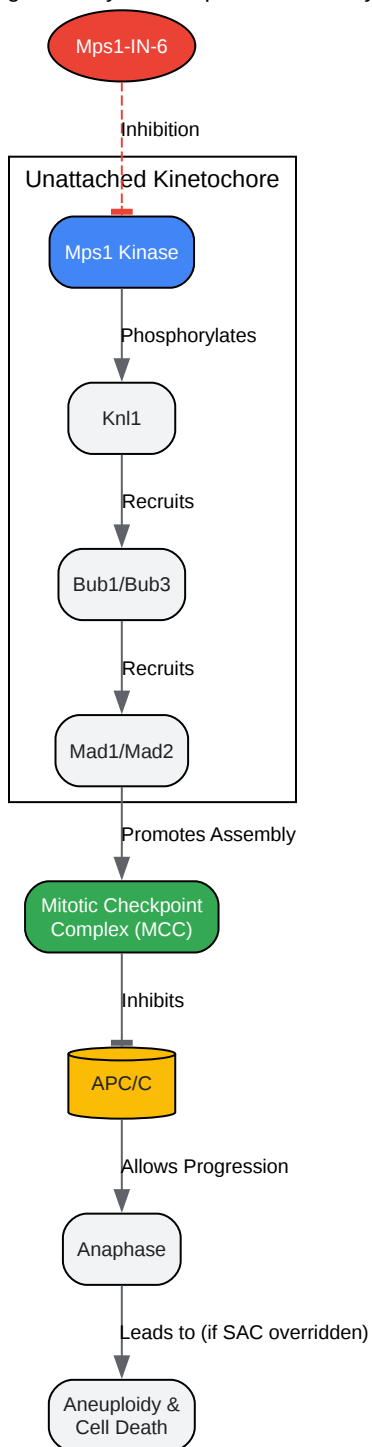 Mps1-IN-6
Inhibition
Unattached Kinetochore
Mps1 Kinase
Phosphorylates
Knl1
Recruits
Bub1/Bub3
Recruits
Mad1/Mad2
Promotes Assembly
Mitotic Checkpoint
Complex (MCC)
Inhibits
APC/C
Allows Progression
Anaphase
Leads to (if SAC overridden)
Aneuploidy &
Cell Death